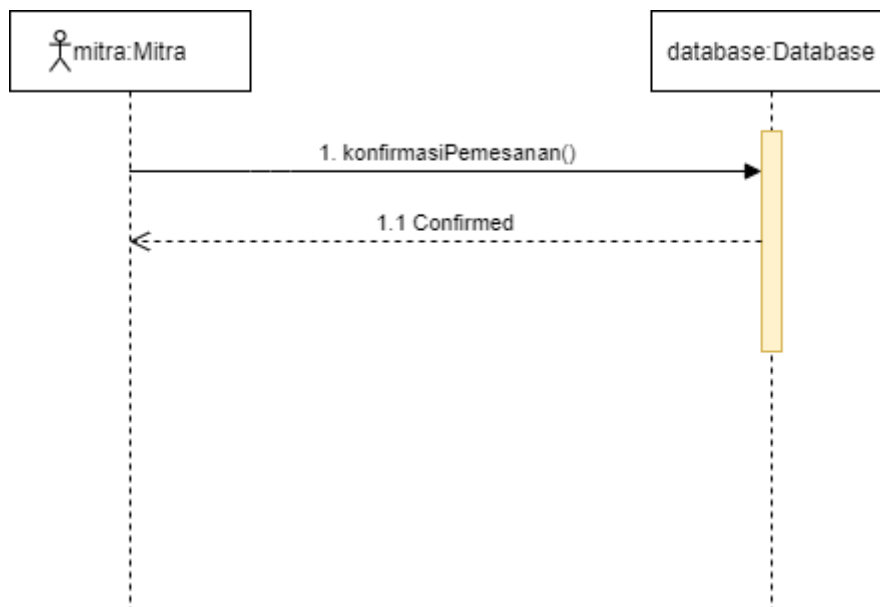 mitra:Mitra
database:Database
1. konfirmasiPemesanan()
1.1 Confirmed